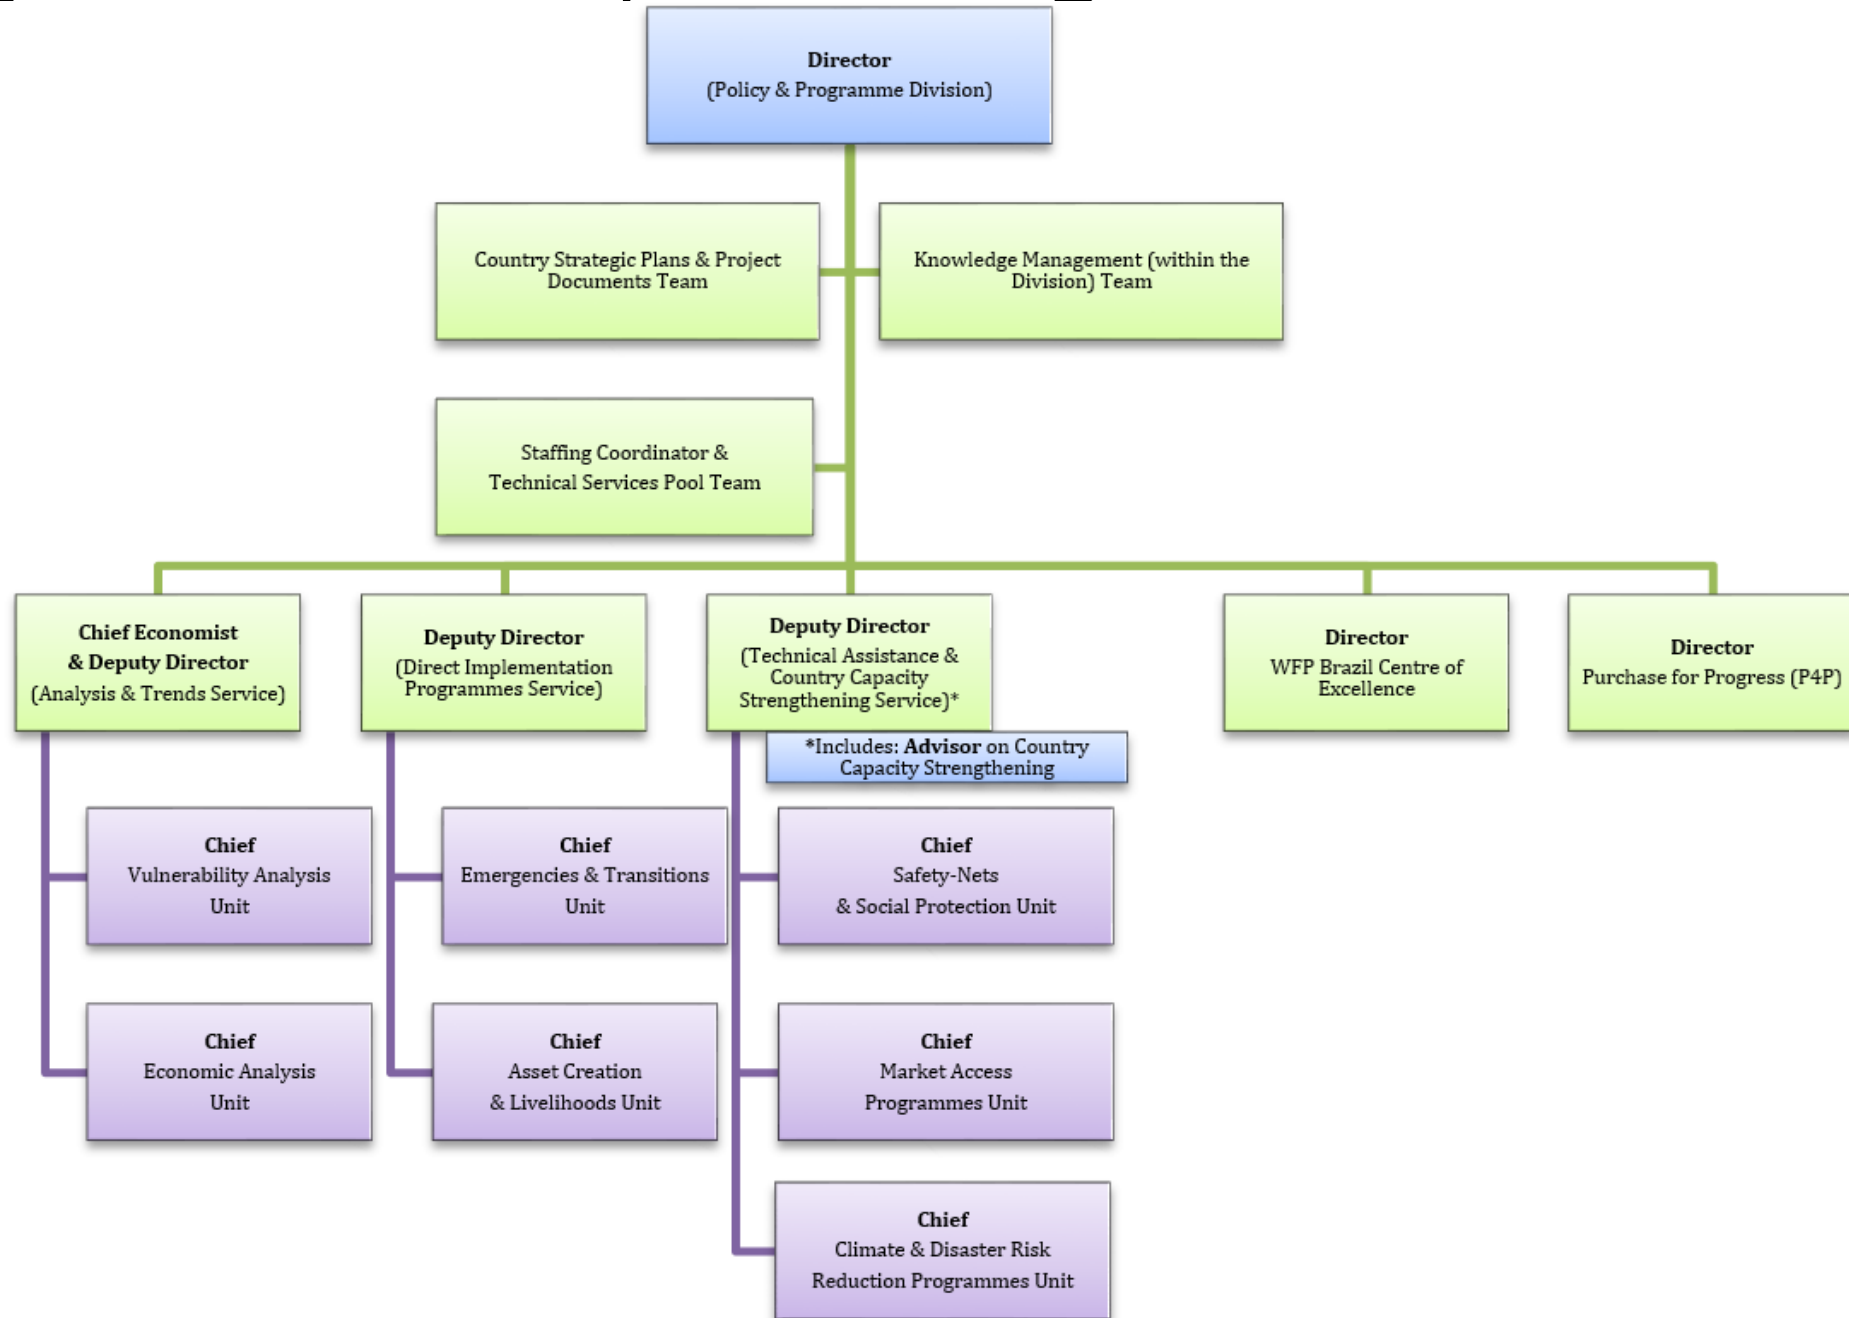 Director
(Policy & Programme Division)
Country Strategic Plans & Project
Documents Team
Knowledge Management (within the
Division) Team
Staffing Coordinator &
Technical Services Pool Team
Chief Economist
& Deputy Director
(Analysis & Trends Service)
Deputy Director
(Direct Implementation
Programmes Service)
Deputy Director
(Technical Assistance &
Country Capacity
Strengthening Service)*
*Includes: Advisor on Country
Capacity Strengthening
Director
WFP Brazil Centre of
Excellence
Director
Purchase for Progress (P4P)
Chief
Vulnerability Analysis
Unit
Chief
Emergencies & Transitions
Unit
Chief
Safety-Nets
& Social Protection Unit
Chief
Economic Analysis
Unit
Chief
Asset Creation
& Livelihoods Unit
Chief
Market Access
Programmes Unit
Chief
Climate & Disaster Risk
Reduction Programmes Unit